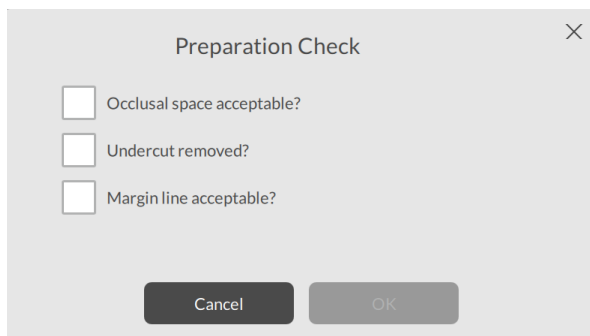 Preparation Check
Occlusal space acceptable?
Undercut removed?
Margin line acceptable?
Cancel
OK